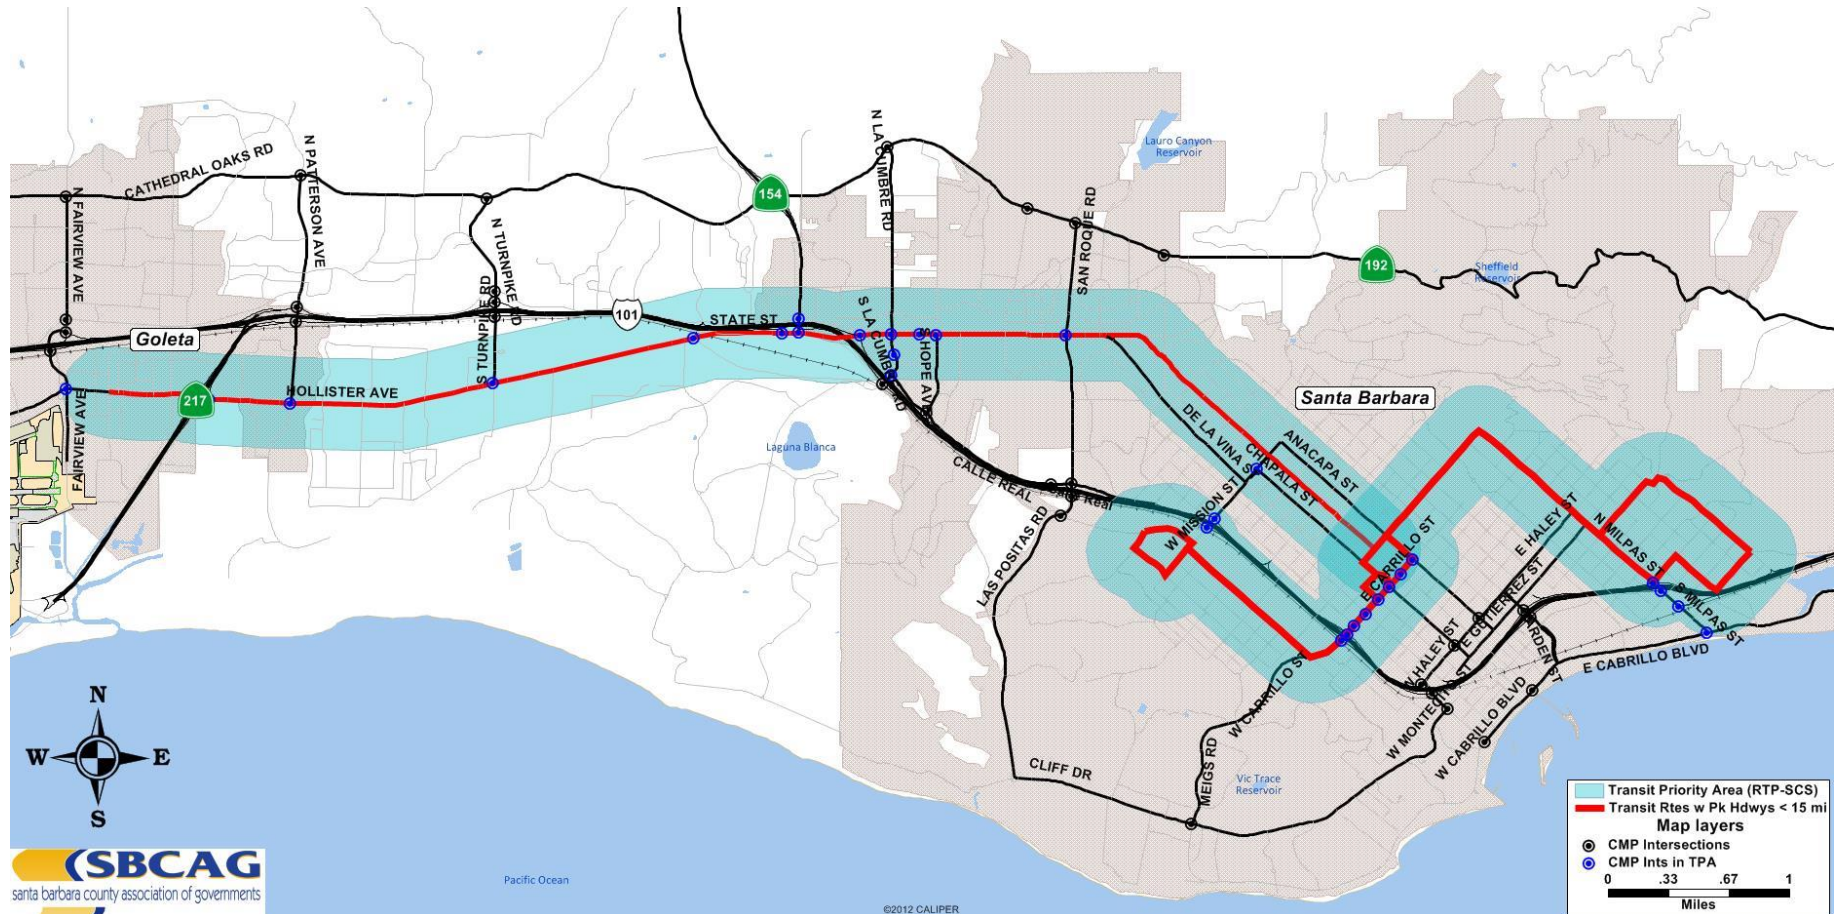 CATHEDRAL OAKS RD
N FAIRVIEW AVE
N PATTERSON AVE
N TURNPIKE RD
S TURNPIKE RD
154
N LA CUMBRE RD
Lauro Canyon
Reservoir
SAN ROQUE RD
192
Sheffield
Reservoir
101
STATE ST
Goleta
217
HOLLISTER AVE
FAIRVIEW AVE
S LA CUMB
RD
S HOPE AVE
Laguna Blanca
CALLE REAL
Real
LAS POSITAS RD
Santa Barbara
DE LA VINA S
CHAPALA ST
ANACAPA ST
W MISSION ST
E CARRILLO ST
E HALEY ST
E GUTIERREZ ST
N MILPAS ST
S MILPAS ST
W HALEY ST
ARDEN ST
E CABRILLO BLVD
W CABRILLO BLVD
W MONTECI
ST
W CARRILLO ST
MEIGS RD
CLIFF DR
Vic Trace
Reservoir
N
W
E
S
SBCAG
santa barbara county association of governments
Pacific Ocean
©2012 CALIPER
Transit Priority Area (RTP-SCS)
Transit Rtes w Pk Hdwys < 15 mi
Map layers
CMP Intersections
CMP Ints in TPA
0 .33 .67 1
Miles